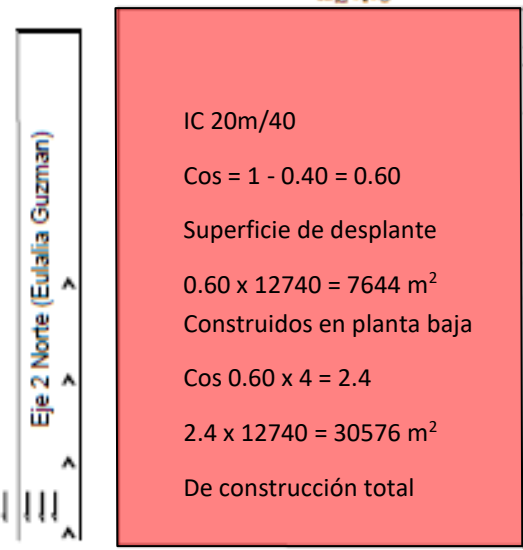 Eje 2 Norte (Eulalia Guzman)
IC 20m/40
Cos = 1 - 0.40 = 0.60
Superficie de desplante
0.60 x 12740 = 7644 m²
Construidos en planta baja
Cos 0.60 x 4 = 2.4
2.4 x 12740 = 30576 m²
De construcción total